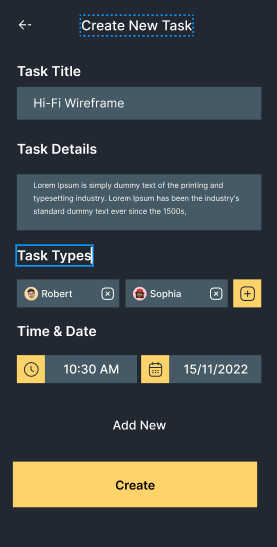 Create New Task
Task Title
Hi-Fi Wireframe
Task Details
Lorem Ipsum is simply dummy text of the printing and
typesetting industry. Lorem Ipsum has been the industry's
standard dummy text ever since the 1500s,
Task Types
Robert
Sophia
Time & Date
10:30 AM
15/11/2022
Add New
Create